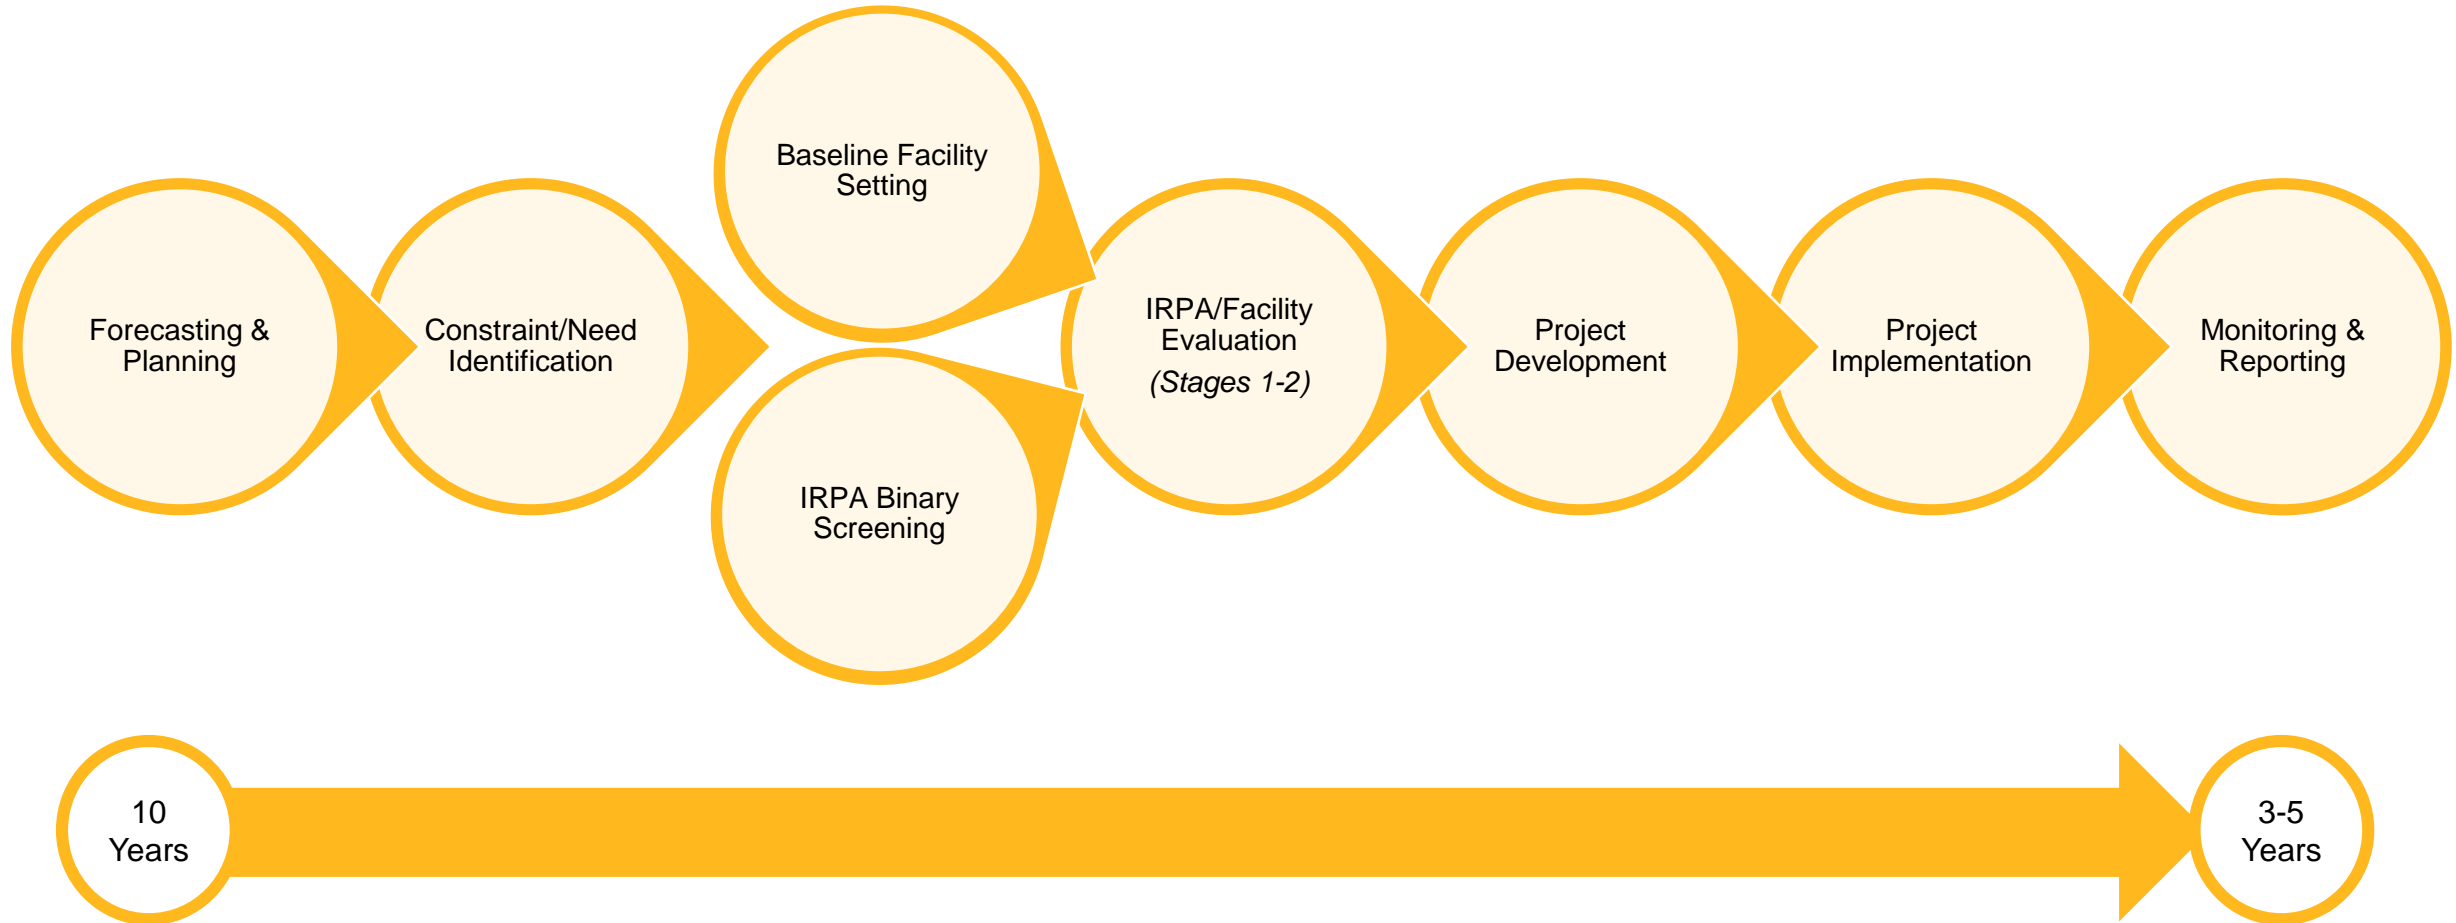 Forecasting &
Planning
Constraint/Need
Identification
Baseline Facility
Setting
IRPA Binary
Screening
IRPA/Facility
Evaluation
(Stages 1-2)
Project
Development
Project
Implementation
Monitoring &
Reporting
10
Years
3-5
Years